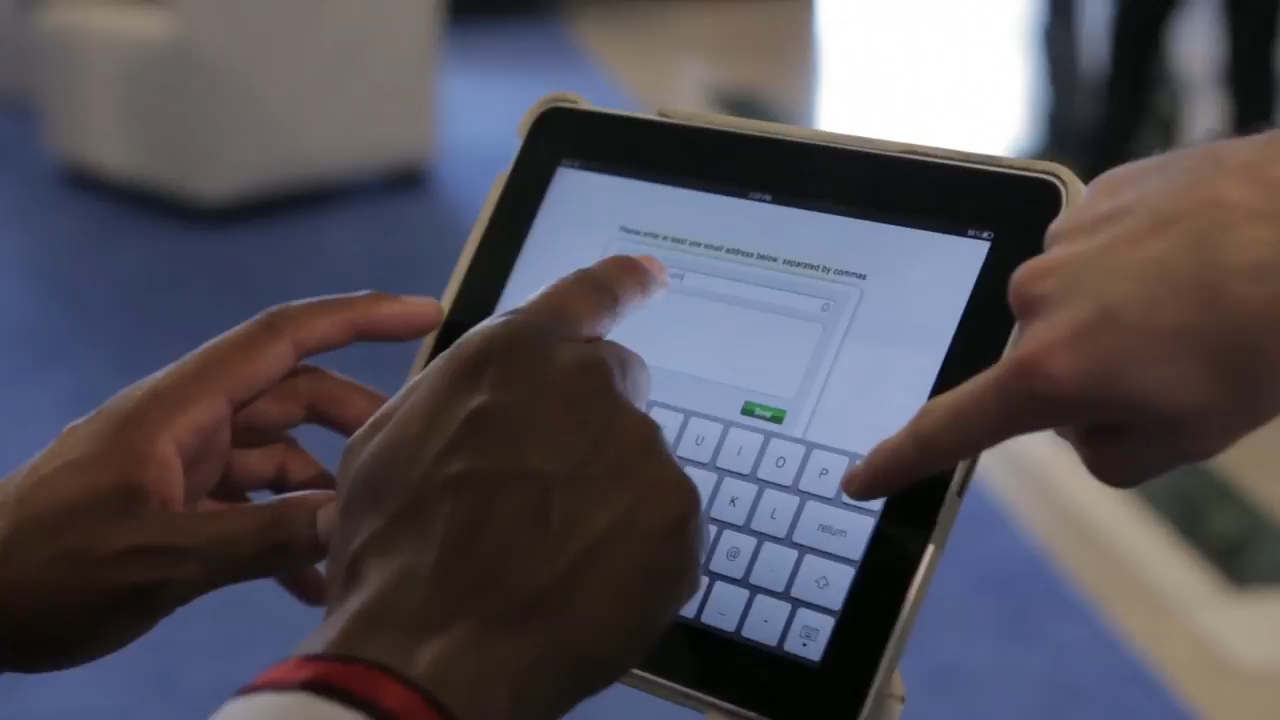 Please enter at least one email address below, separated by commas
Send
U I O P
K L return
@ .
_ -